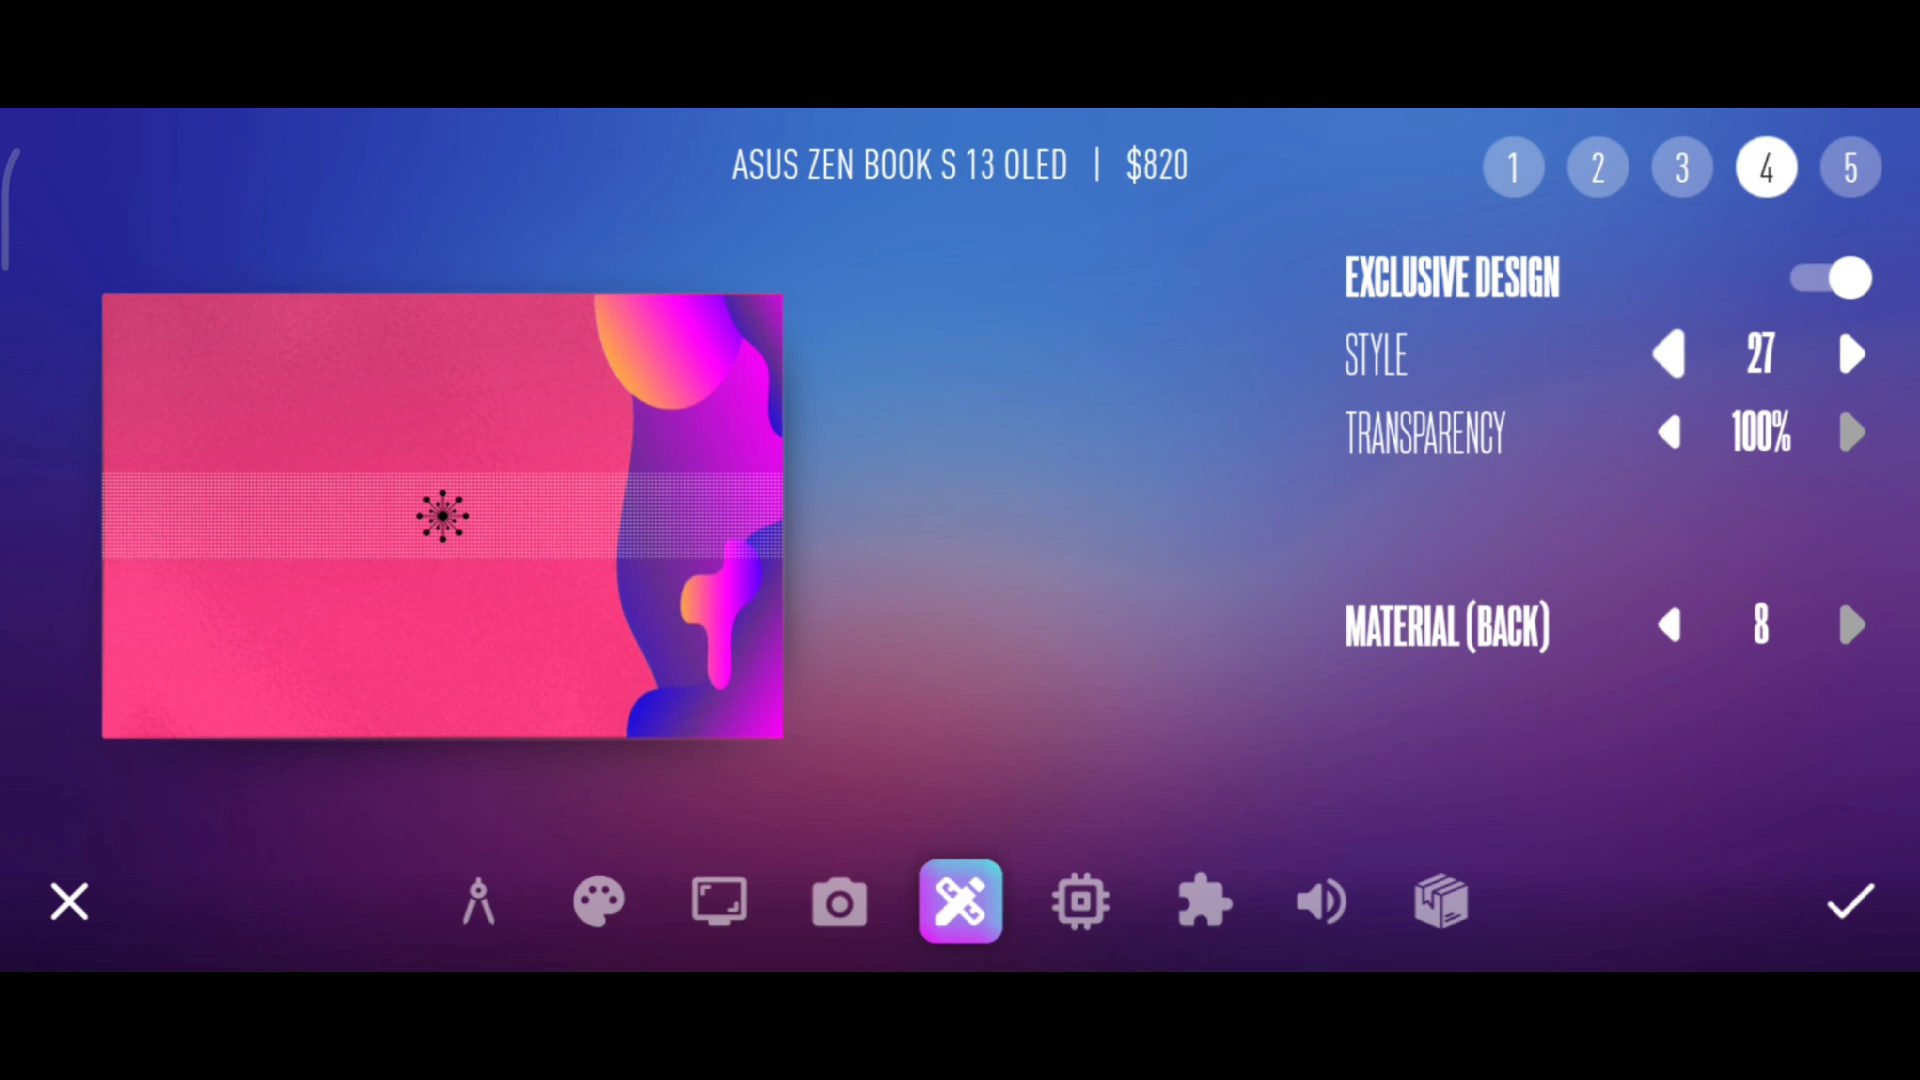 ASUS ZEN BOOK S 13 OLED | $820
1 2 3 4 5
EXCLUSIVE DESIGN
STYLE 27
TRANSPARENCY 100%
MATERIAL (BACK) 8